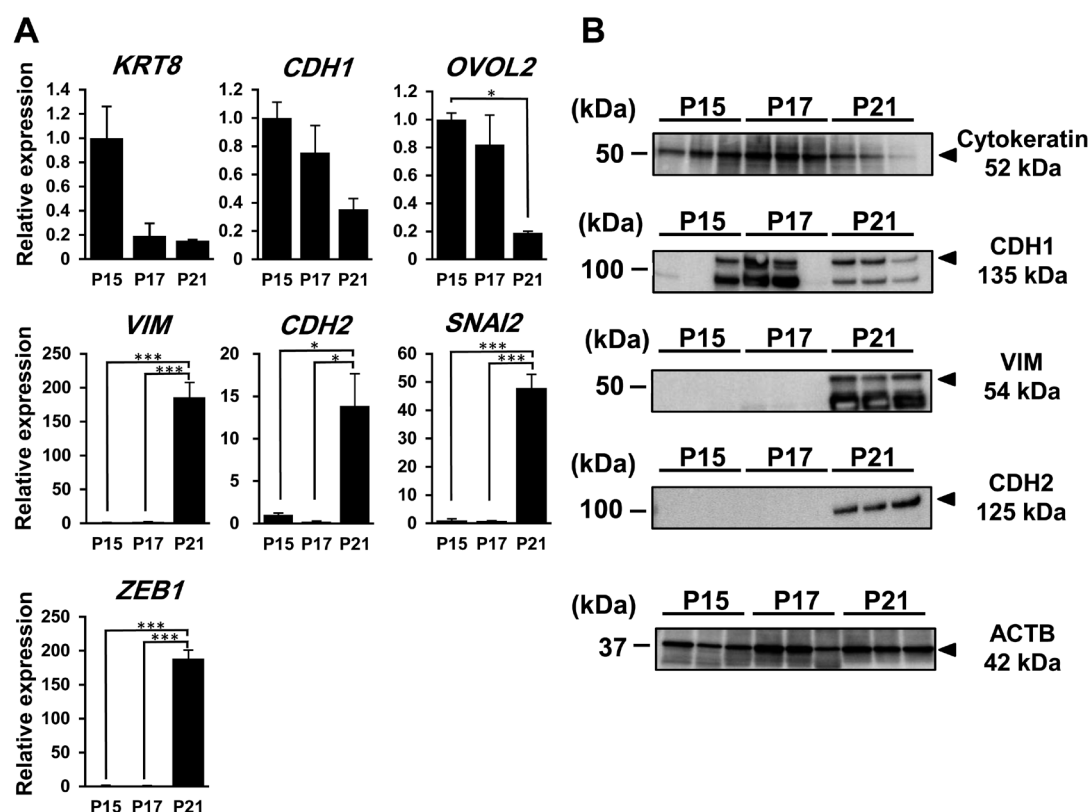 A
KRT8
CDH1
OVOL2
Relative expression
1.4
1.2
1.0
0.8
0.6
0.4
0.2
0
P15 P17 P21
1.2
1.0
0.8
0.6
0.4
0.2
0
P15 P17 P21
1.2
1.0
0.8
0.6
0.4
0.2
0
*
P15 P17 P21
VIM
CDH2
SNAI2
Relative expression
250
200
150
100
50
0
***
***
P15 P17 P21
20
15
10
5
0
*
*
P15 P17 P21
60
50
40
30
20
10
0
***
***
P15 P17 P21
ZEB1
Relative expression
250
200
150
100
50
0
***
***
P15 P17 P21
B
(kDa) P15 P17 P21
50
Cytokeratin
52 kDa
(kDa) P15 P17 P21
100
CDH1
135 kDa
(kDa) P15 P17 P21
50
VIM
54 kDa
(kDa) P15 P17 P21
100
CDH2
125 kDa
(kDa) P15 P17 P21
37
ACTB
42 kDa